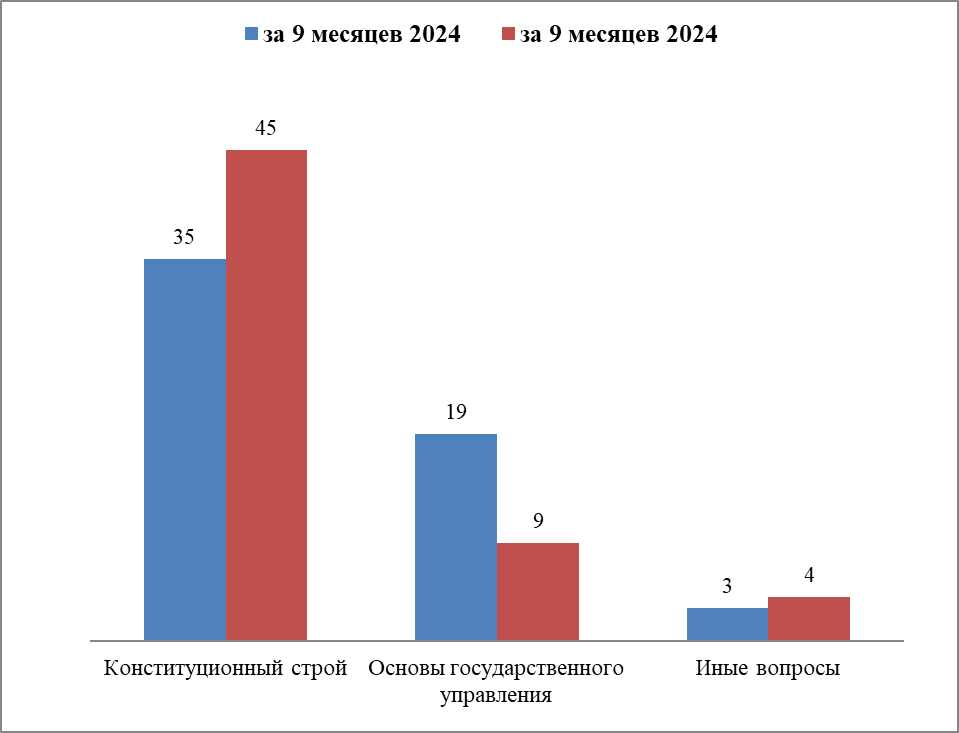 за 9 месяцев 2024 за 9 месяцев 2024
45
35
19
9
3
4
Конституционный строй
Основы государственного
управления
Иные вопросы